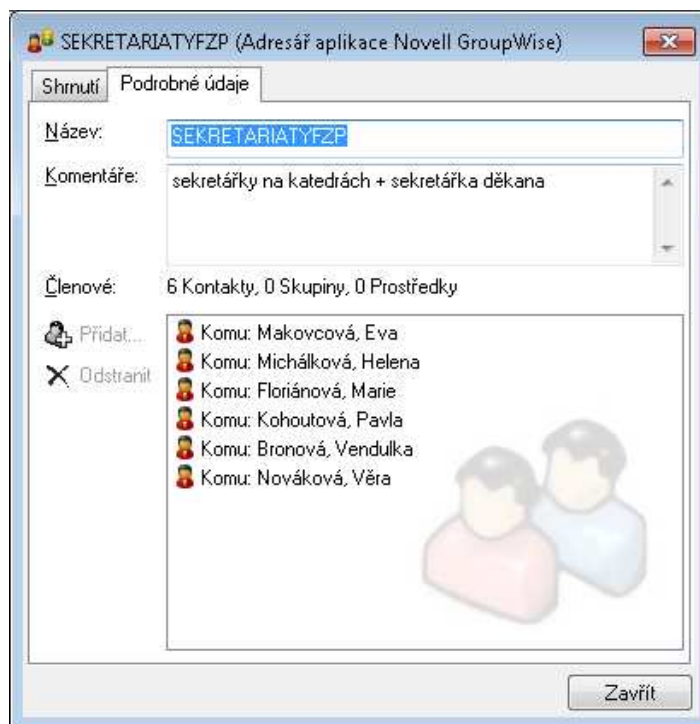 SEKRETARIATYFZP (Adresář aplikace Novell GroupWise)
Shrnutí Podrobné údaje
Název: SEKRETARIATYFZP
Komentáře: sekretářky na katedrách + sekretářka děkana
Členové: 6 Kontakty, 0 Skupiny, 0 Prostředky
Přidat...
Odstranit
Komu: Makovcová, Eva
Komu: Michálková, Helena
Komu: Floriánová, Marie
Komu: Kohoutová, Pavla
Komu: Bronová, Vendulka
Komu: Nováková, Věra
Zavřít